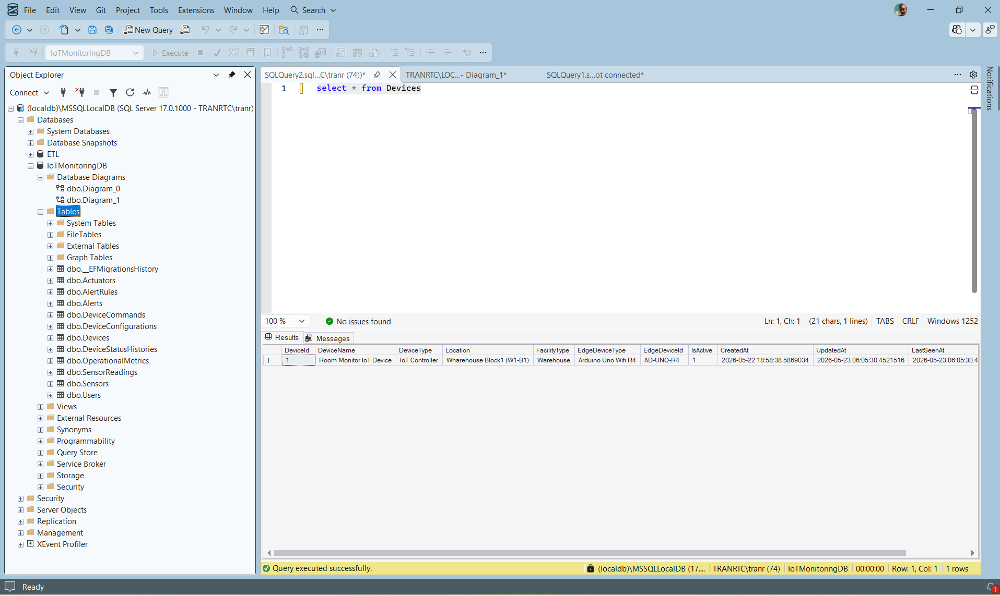 File Edit View Git Project Tools Extensions Window Help Search
New Query
IoTMonitoringDB Execute
Object Explorer
Connect
(localdb)\MSSQLLocalDB (SQL Server 17.0.1000 - TRANRTC\tranr)
Databases
System Databases
Database Snapshots
ETL
IoTMonitoringDB
Database Diagrams
dbo.Diagram_0
dbo.Diagram_1
Tables
System Tables
FileTables
External Tables
Graph Tables
dbo.__EFMigrationsHistory
dbo.Actuators
dbo.AlertRules
dbo.Alerts
dbo.DeviceCommands
dbo.DeviceConfigurations
dbo.Devices
dbo.DeviceStatusHistories
dbo.OperationalMetrics
dbo.SensorReadings
dbo.Sensors
dbo.Users
Views
External Resources
Synonyms
Programmability
Query Store
Service Broker
Storage
Security
Security
Server Objects
Replication
Management
XEvent Profiler
SQLQuery2.sql...C\tranr (74))* TRANRTC\LOC...- Diagram_1* SQLQuery1.s...ot connected*
1 select * from Devices
Notifications
100 % No issues found Ln: 1, Ch: 1 (21 chars, 1 lines) TABS CRLF Windows 1252
Results Messages
DeviceId DeviceName DeviceType Location FacilityType EdgeDeviceType EdgeDeviceId IsActive CreatedAt UpdatedAt LastSeenAt
1 1 Room Monitor IoT Device IoT Controller Wharehouse Block1 (W1-B1) Warehouse Arduino Uno Wifi R4 AD-UNO-R4 1 2026-05-22 18:58:38.5869034 2026-05-23 06:05:30.4521516 2026-05-23 06:05:30.4
Query executed successfully. (localdb)\MSSQLLocalDB (17.... TRANRTC\tranr (74) IoTMonitoringDB 00:00:00 Row: 1, Col: 1 1 rows
Ready 1